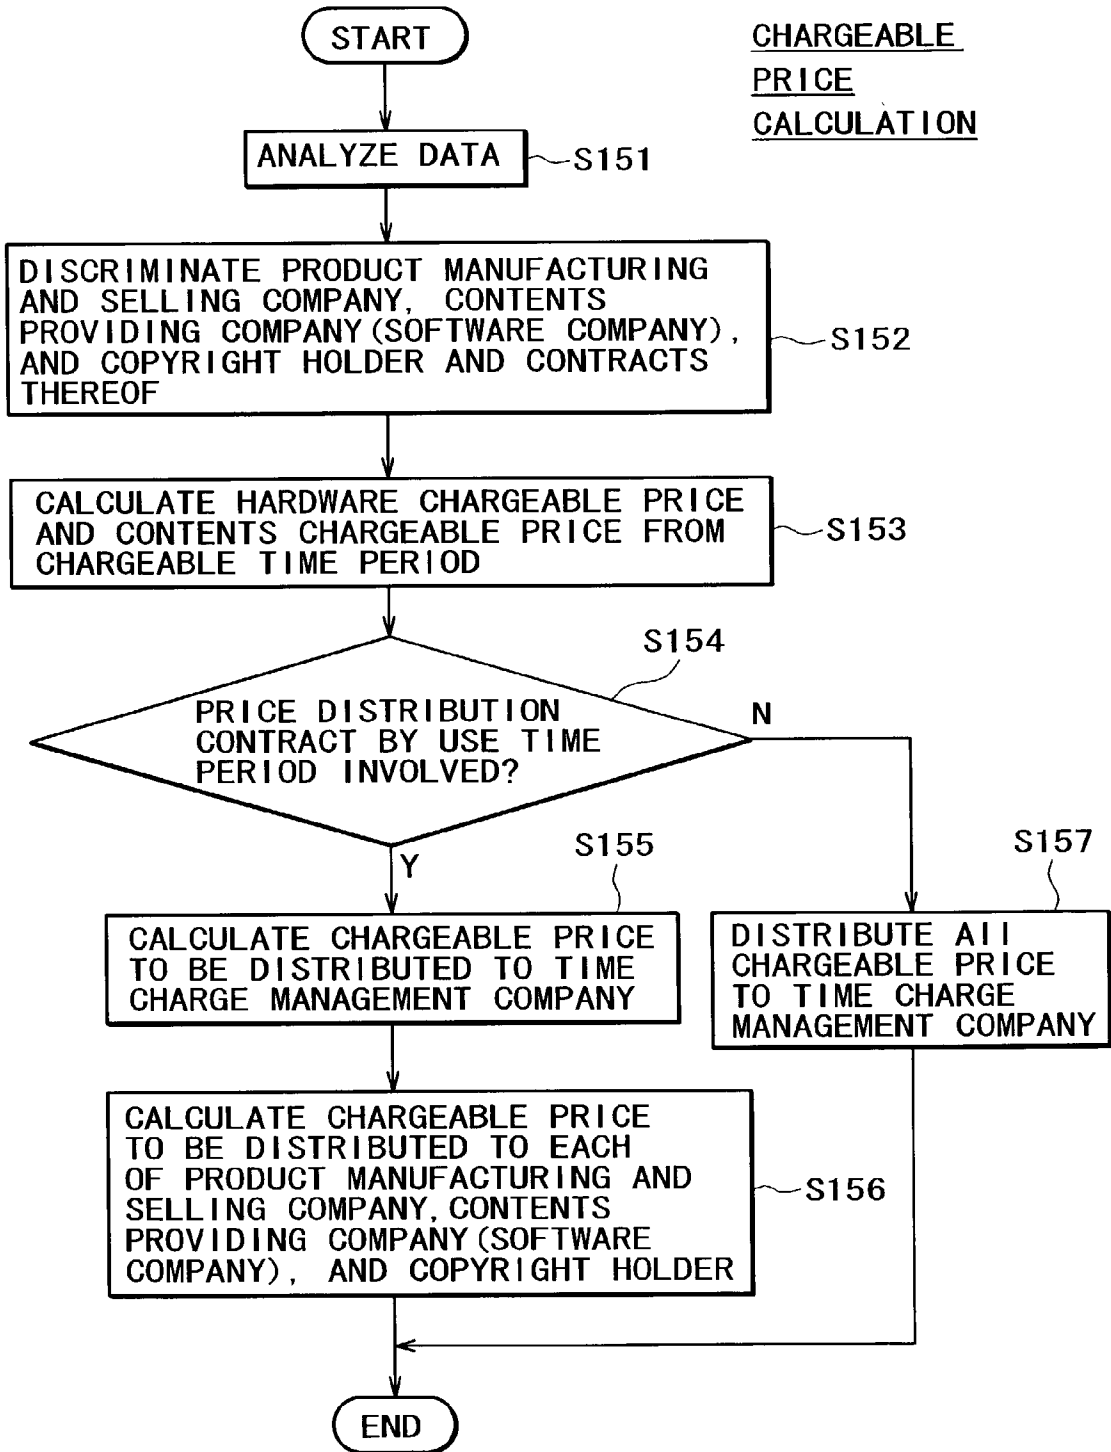 CHARGEABLE
PRICE
CALCULATION
START
ANALYZE DATA
S151
DISCRIMINATE PRODUCT MANUFACTURING
AND SELLING COMPANY, CONTENTS
PROVIDING COMPANY (SOFTWARE COMPANY),
AND COPYRIGHT HOLDER AND CONTRACTS
THEREOF
S152
CALCULATE HARDWARE CHARGEABLE PRICE
AND CONTENTS CHARGEABLE PRICE FROM
CHARGEABLE TIME PERIOD
S153
S154
PRICE DISTRIBUTION
CONTRACT BY USE TIME
PERIOD INVOLVED?
N
Y
S155
CALCULATE CHARGEABLE PRICE
TO BE DISTRIBUTED TO TIME
CHARGE MANAGEMENT COMPANY
S157
DISTRIBUTE All
CHARGEABLE PRICE
TO TIME CHARGE
MANAGEMENT COMPANY
CALCULATE CHARGEABLE PRICE
TO BE DISTRIBUTED TO EACH
OF PRODUCT MANUFACTURING AND
SELLING COMPANY, CONTENTS
PROVIDING COMPANY (SOFTWARE
COMPANY), AND COPYRIGHT HOLDER
S156
END